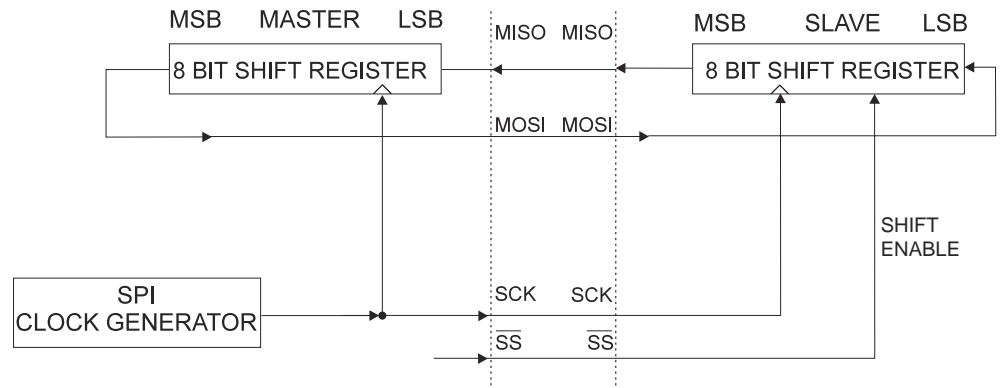 MSB MASTER LSB
8 BIT SHIFT REGISTER
MISO MISO
MSB SLAVE LSB
8 BIT SHIFT REGISTER
MOSI MOSI
SHIFT
ENABLE
SPI
CLOCK GENERATOR
SCK SCK
SS SS